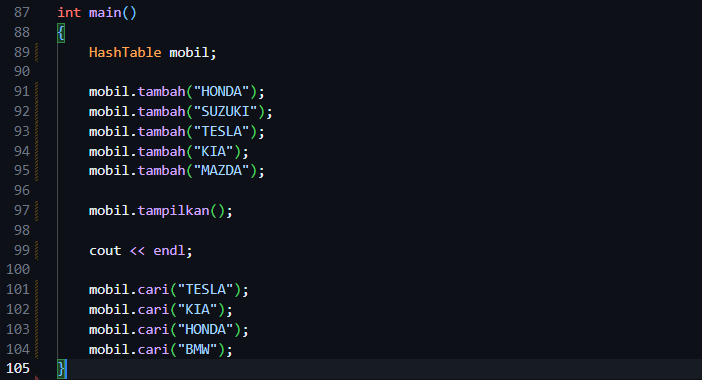 87 int main()
88 {
89     HashTable mobil;
90
91     mobil.tambah("HONDA");
92     mobil.tambah("SUZUKI");
93     mobil.tambah("TESLA");
94     mobil.tambah("KIA");
95     mobil.tambah("MAZDA");
96
97     mobil.tampilkan();
98
99     cout << endl;
100
101     mobil.cari("TESLA");
102     mobil.cari("KIA");
103     mobil.cari("HONDA");
104     mobil.cari("BMW");
105 }